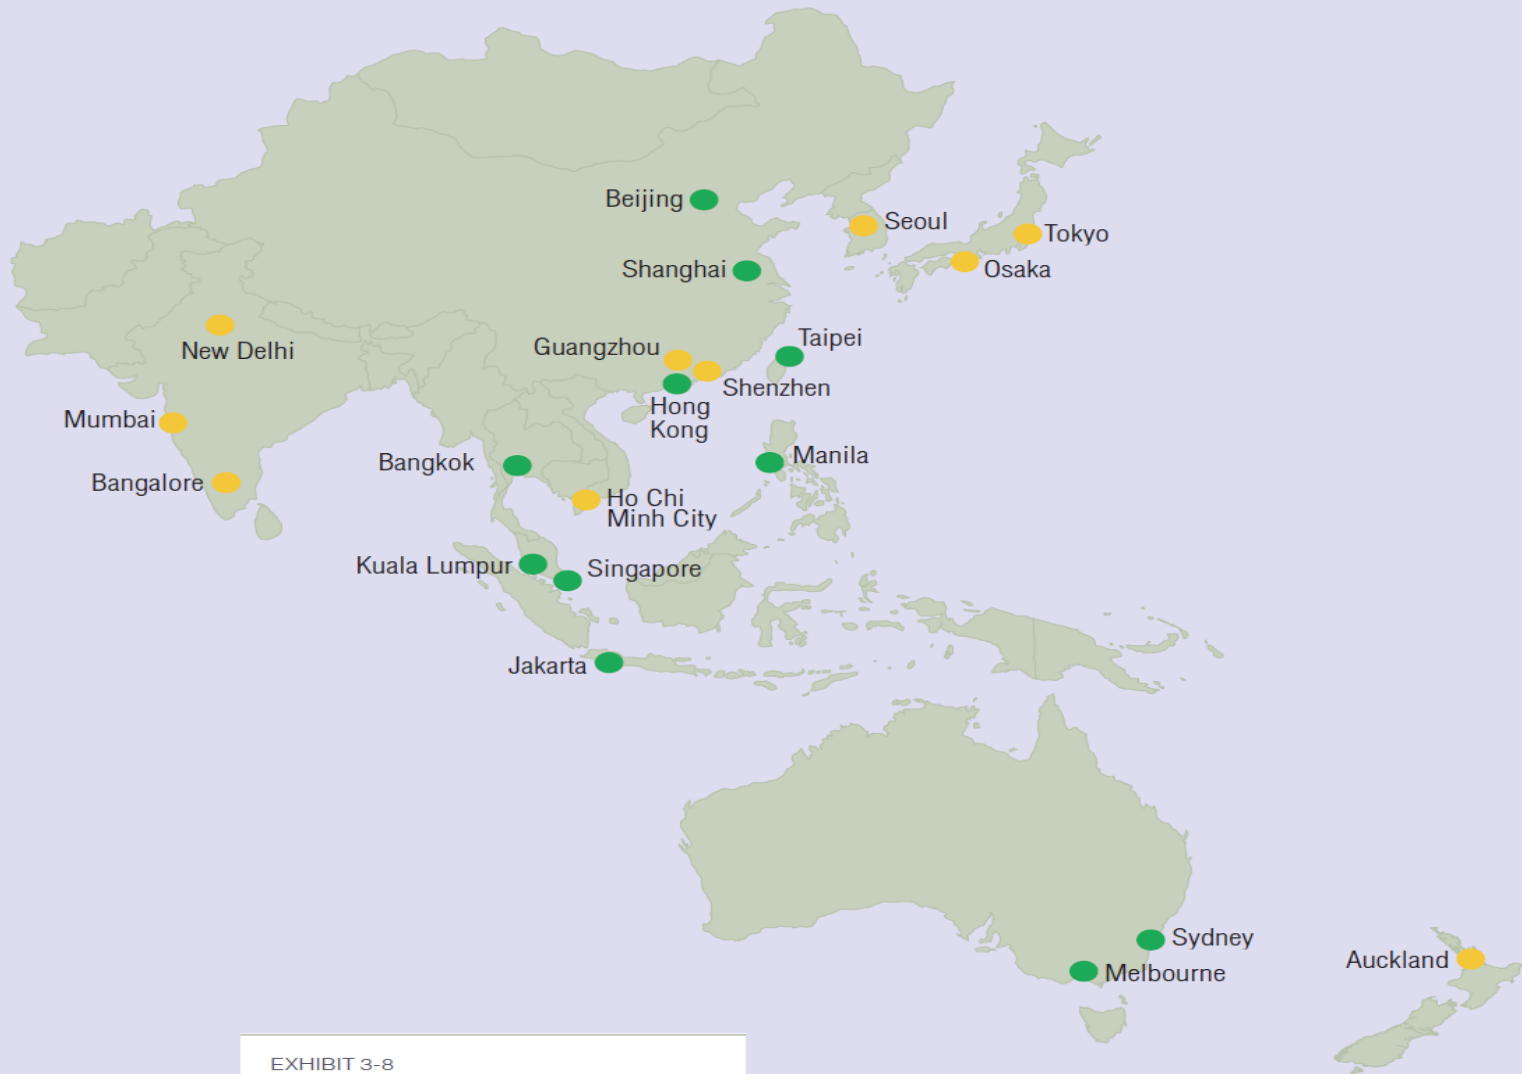 Beijing
Seoul
Tokyo
Shanghai
Osaka
Taipei
Guangzhou
New Delhi
Shenzhen
Hong
Kong
Mumbai
Manila
Bangkok
Bangalore
Ho Chi
Minh City
Kuala Lumpur
Singapore
Jakarta
Sydney
Auckland
Melbourne
EXHIBIT 3-8